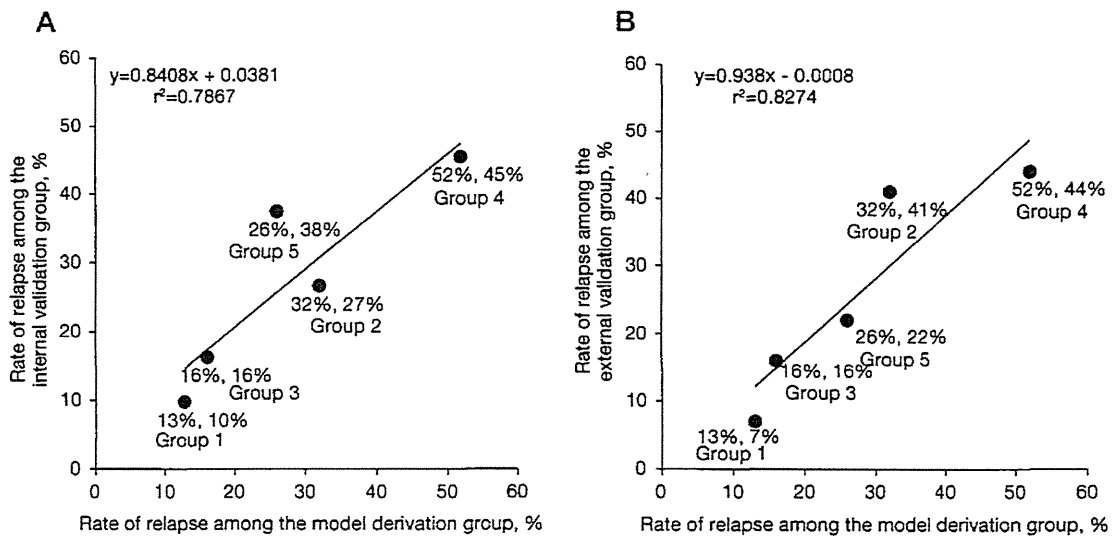 A
60
50
40
30
20
10
0
y=0.8408x + 0.0381
r²=0.7867
52%, 45%
Group 4
26%, 38%
Group 5
32%, 27%
Group 2
16%, 16%
Group 3
13%, 10%
Group 1
0 10 20 30 40 50 60
Rate of relapse among the
internal validation group, %
Rate of relapse among the model derivation group, %
B
60
50
40
30
20
10
0
y=0.938x - 0.0008
r²=0.8274
52%, 44%
Group 4
32%, 41%
Group 2
26%, 22%
Group 5
16%, 16%
Group 3
13%, 7%
Group 1
0 10 20 30 40 50 60
Rate of relapse among the
external validation group, %
Rate of relapse among the model derivation group, %